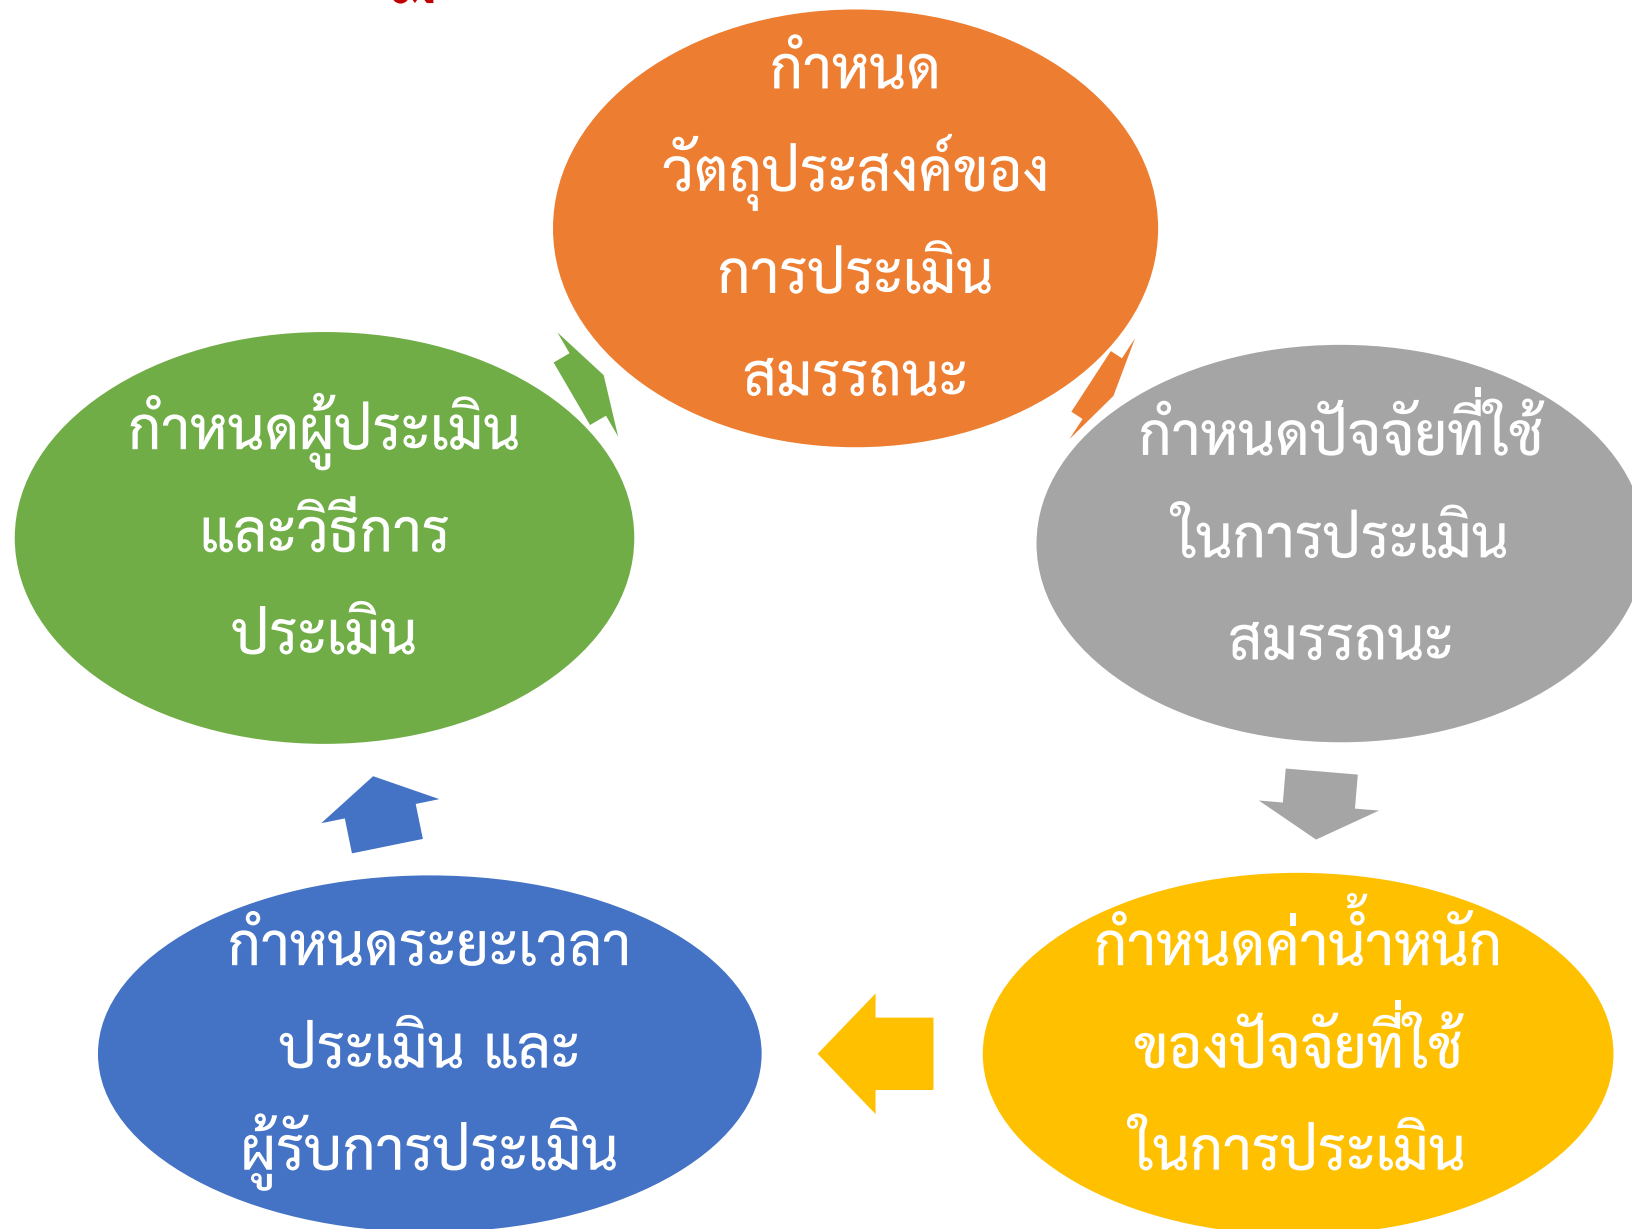 กำหนด
วัตถุประสงค์ของ
การประเมิน
สมรรถนะ
กำหนดปัจจัยที่ใช้
ในการประเมิน
สมรรถนะ
กำหนดค่าน้ำหนัก
ของปัจจัยที่ใช้
ในการประเมิน
กำหนดระยะเวลา
ประเมิน และ
ผู้รับการประเมิน
กำหนดผู้ประเมิน
และวิธีการ
ประเมิน